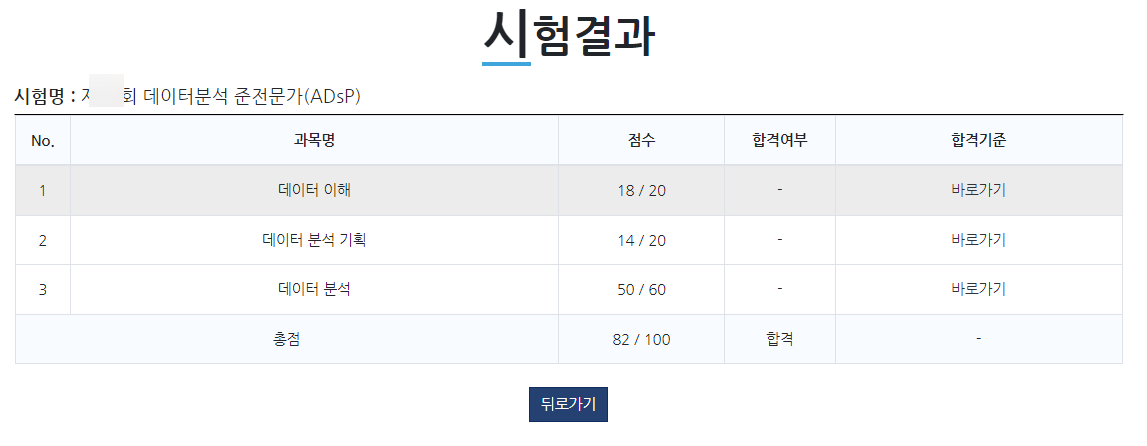 시험결과
시험명 : 회 데이터분석 준전문가(ADsP)
No. 과목명 점수 합격여부 합격기준
1 데이터 이해 18 / 20 - 바로가기
2 데이터 분석 기획 14 / 20 - 바로가기
3 데이터 분석 50 / 60 - 바로가기
총점 82 / 100 합격 -
뒤로가기